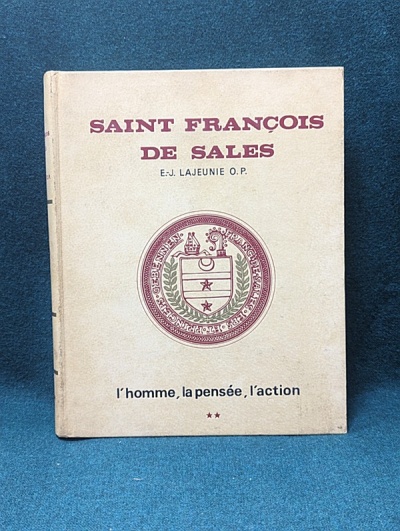 SAINT FRANÇOIS
DE SALES
E.-J. LAJEUNIE O.P.
l'homme, la pensée, l'action
★★